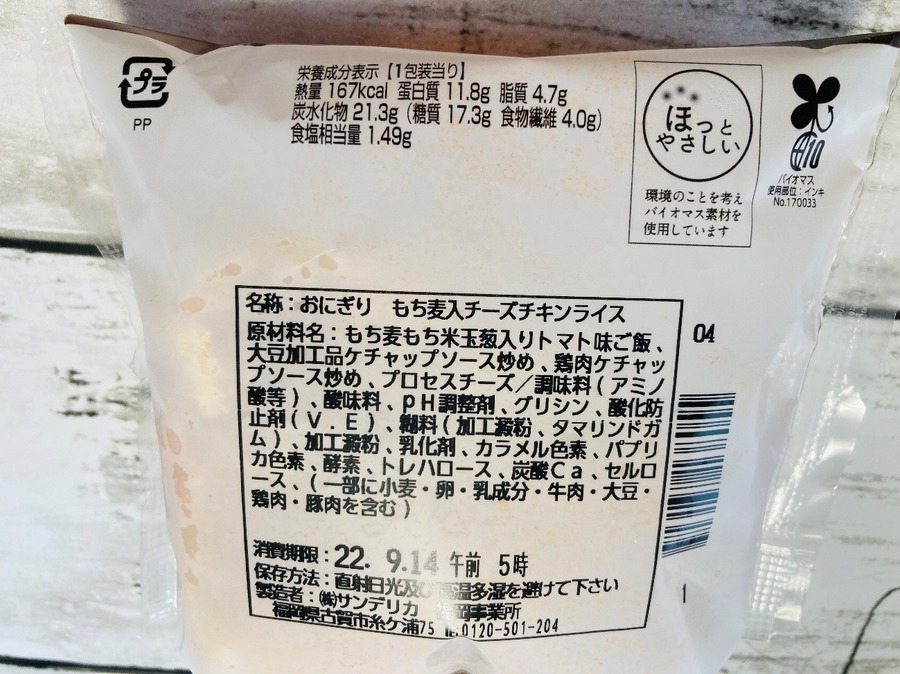 プラ
PP
栄養成分表示【1包装当り】
熱量 167kcal 蛋白質 11.8g 脂質 4.7g
炭水化物 21.3g (糖質 17.3g 食物繊維 4.0g)
食塩相当量 1.49g
ほっと
やさしい
環境のことを考え
バイオマス素材を
使用しています
10
バイオマス
使用部位：インキ
No.170033
名称：おにぎり　もち麦入チーズチキンライス
原材料名：もち麦もち米玉葱入りトマト味ご飯、
大豆加工品ケチャップソース炒め、鶏肉ケチャッ
プソース炒め、プロセスチーズ／調味料(アミノ
酸等)、酸味料、pH調整剤、グリシン、酸化防
止剤(V.E)、糊料(加工澱粉、タマリンドガ
ム)、加工澱粉、乳化剤、カラメル色素、パプリ
カ色素、酵素、トレハロース、炭酸Ca、セルロ
ース、(一部に小麦・卵・乳成分・牛肉・大豆・
鶏肉・豚肉を含む)
消費期限：22. 9.14 午前 5時
保存方法：直射日光及び高温多湿を避けて下さい
製造者：㈱サンデリカ 福岡事業所
福岡県古賀市糸ケ浦75 ℡0120-501-204
04
1